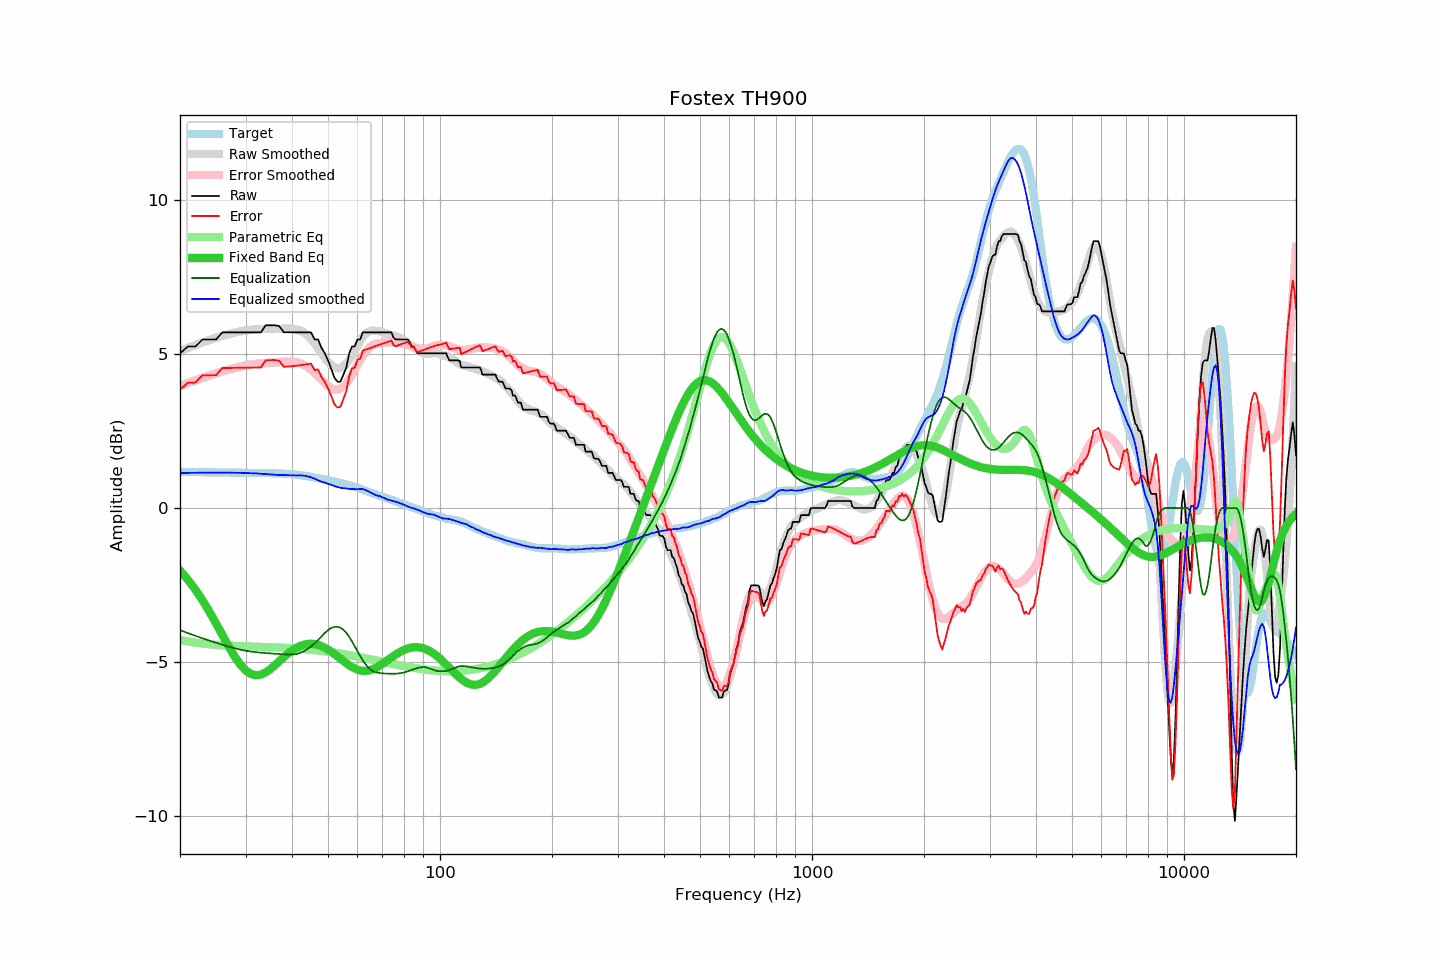 Fostex TH900
Target
Raw Smoothed
Error Smoothed
Raw
Error
Parametric Eq
Fixed Band Eq
Equalization
Equalized smoothed
Amplitude (dBr)
10
5
0
−5
−10
100
1000
10000
Frequency (Hz)